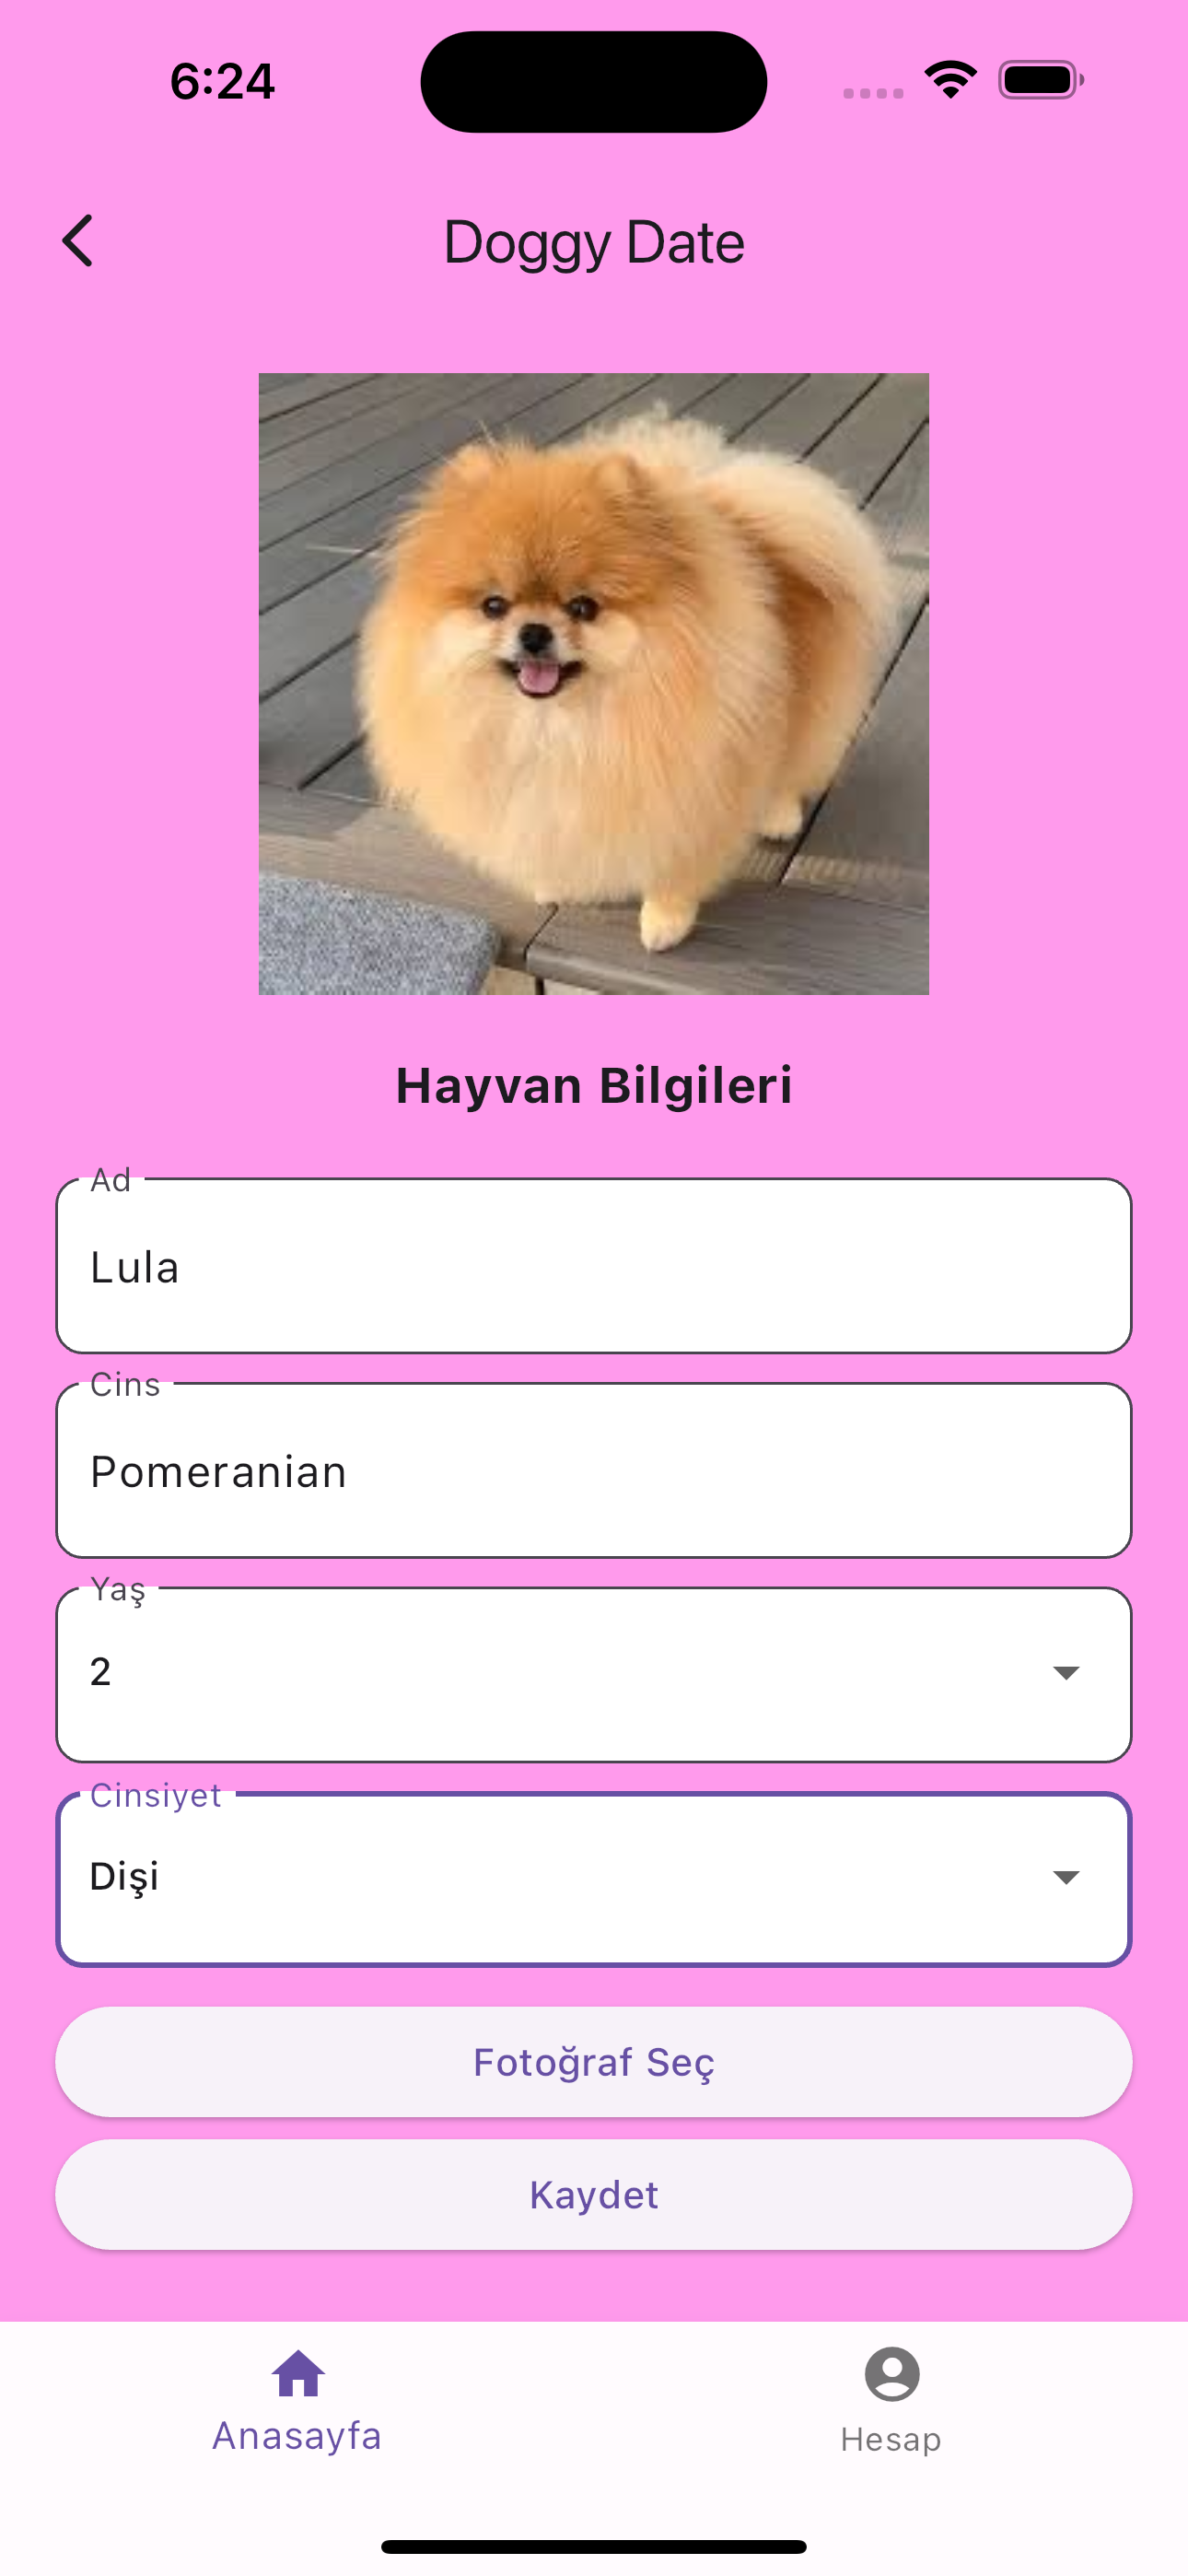 6:24
Doggy Date
Hayvan Bilgileri
Ad
Lula
Cins
Pomeranian
Yaş
2
Cinsiyet
Dişi
Fotoğraf Seç
Kaydet
Anasayfa
Hesap